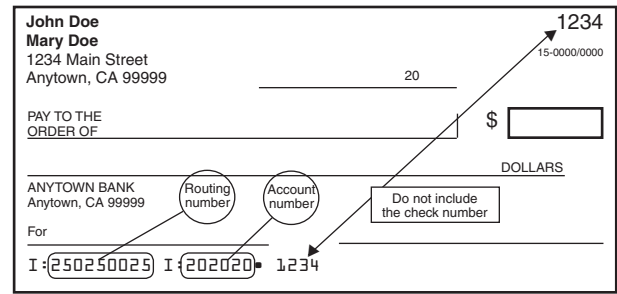 John Doe
Mary Doe
1234 Main Street
Anytown, CA 99999
1234
15-0000/0000
20
PAY TO THE
ORDER OF
$
DOLLARS
ANYTOWN BANK
Anytown, CA 99999
Routing
number
Account
number
Do not include
the check number
For
I:250250025 I:202020 1234